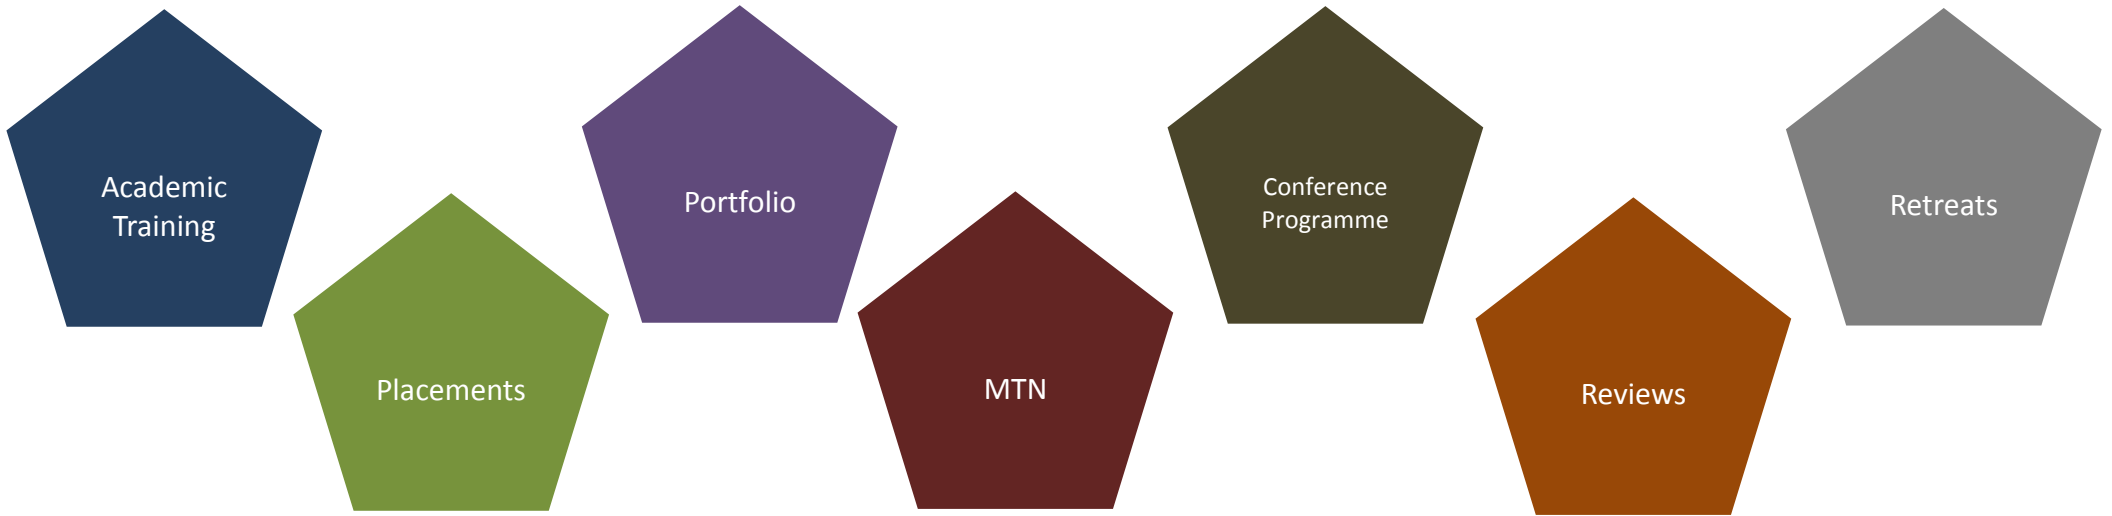 Academic
Training
Placements
Portfolio
MTN
Conference
Programme
Reviews
Retreats